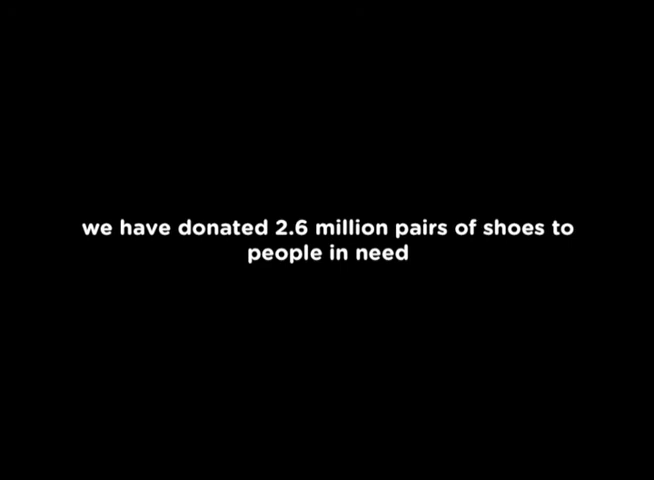 we have donated 2.6 million pairs of shoes to
people in need